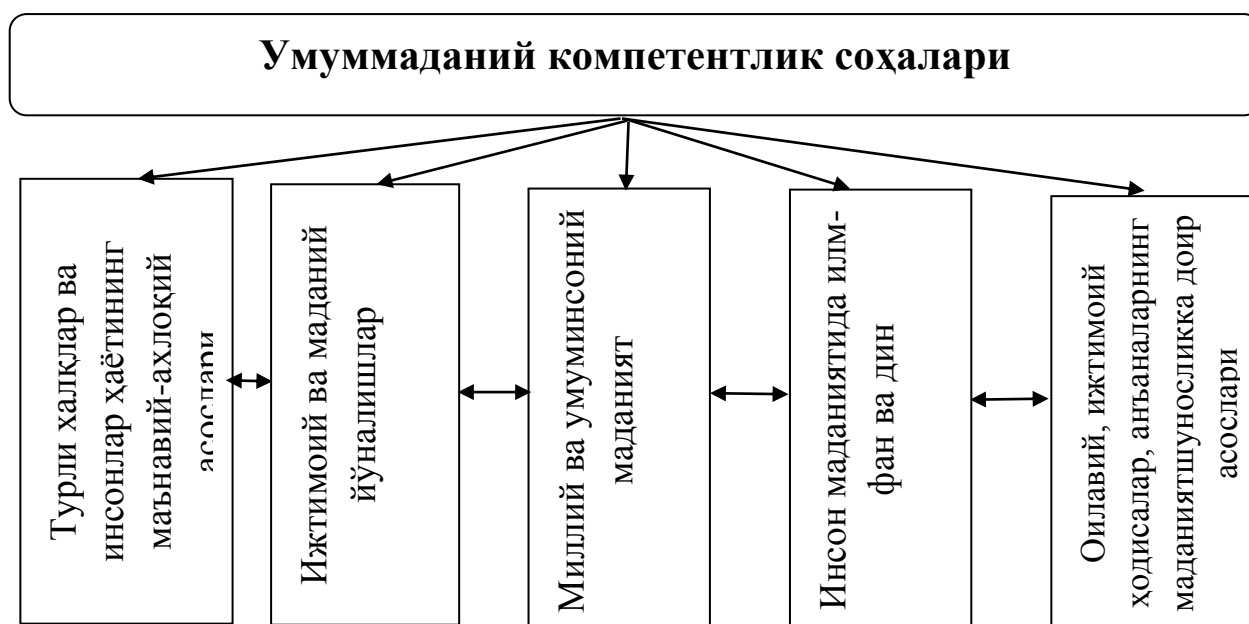 Умуммаданий компетентлик соҳалари
Турли халқлар ва
инсонлар ҳаётининг
маънавий-ахлоқий
асослари
Ижтимоий ва маданий
йўналишлар
Миллий ва умуминсоний
маданият
Инсон маданиятида илм-
фан ва дин
Оилавий, ижтимоий
ҳодисалар, анъаналарнинг
маданиятшуносликка доир
асослари